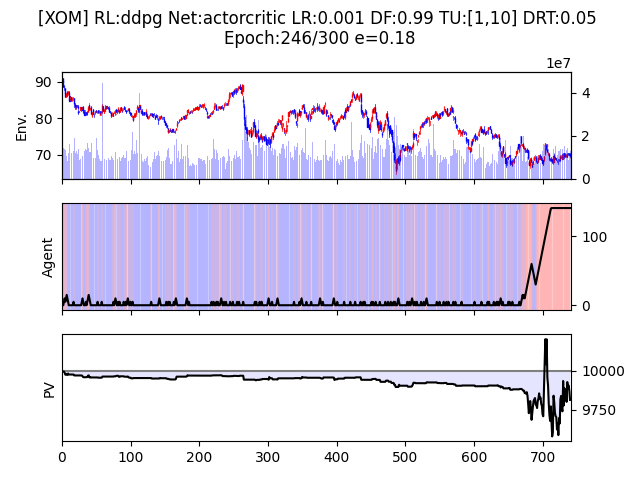 [XOM] RL:ddpg Net:actorcritic LR:0.001 DF:0.99 TU:[1,10] DRT:0.05
Epoch:246/300 e=0.18
1e7
90
80
70
Env.
4
2
0
Agent
100
0
PV
10000
9750
0 100 200 300 400 500 600 700